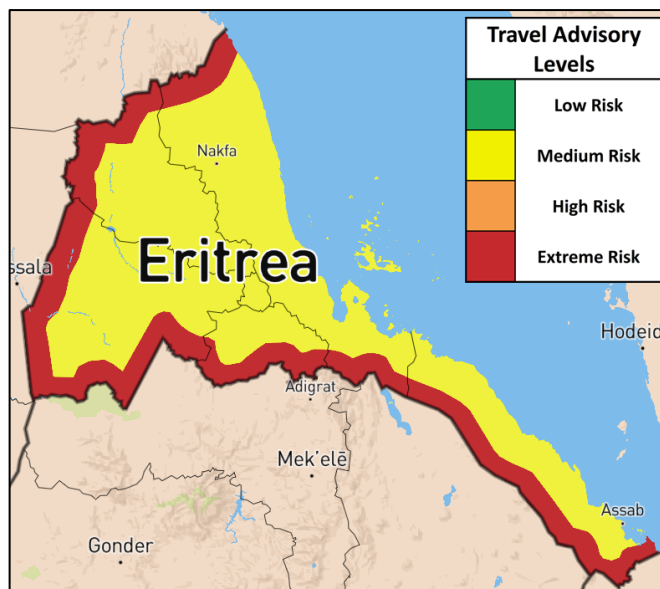 Travel Advisory
Levels
Low Risk
Medium Risk
High Risk
Extreme Risk
Nakfa
Eritrea
ssala
Hodeid
Adigrat
Mek'elē
Assab
Gonder